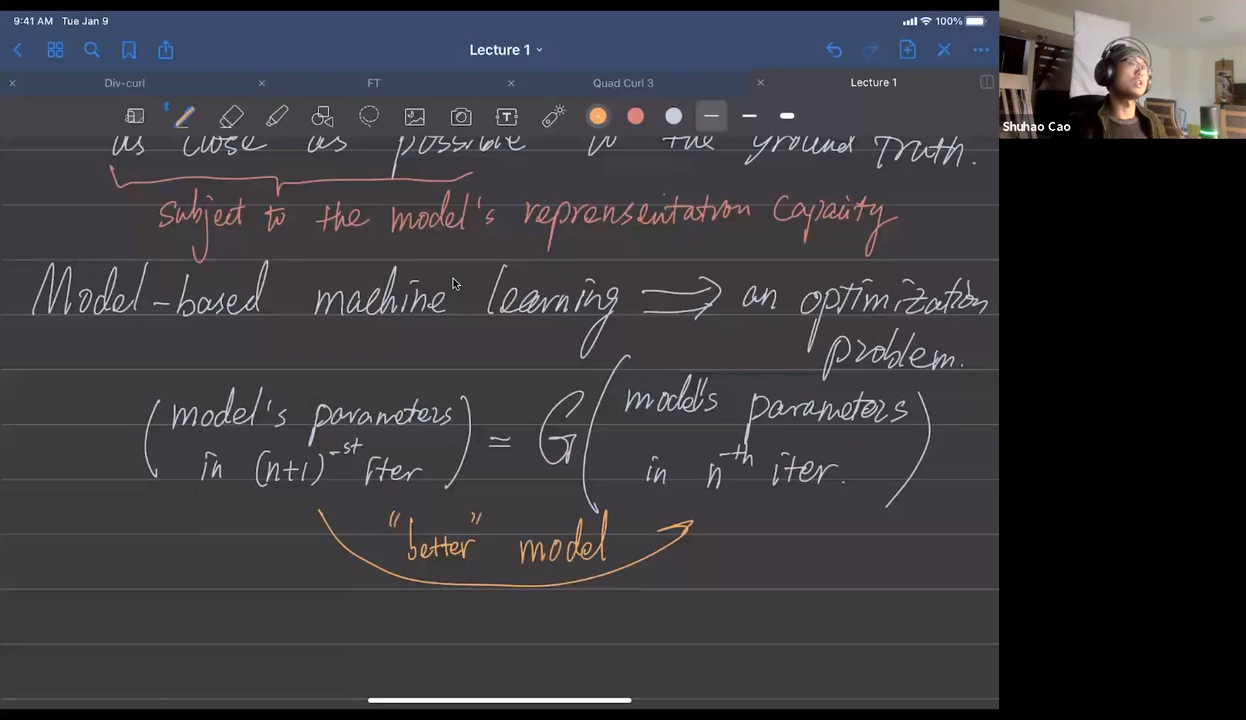 9:41 AM Tue Jan 9
100%
Lecture 1
Div-curl
FT
Quad Curl 3
Lecture 1
T
as close as possible to the ground Truth.
subject to the model's reprensentation Capacity
Model-based machine learning ⟹ an optimization
problem.
(model's parameters in (n+1)^-st iter) = G(model's parameters in n^-th iter.)
"better" model
Shuhao Cao